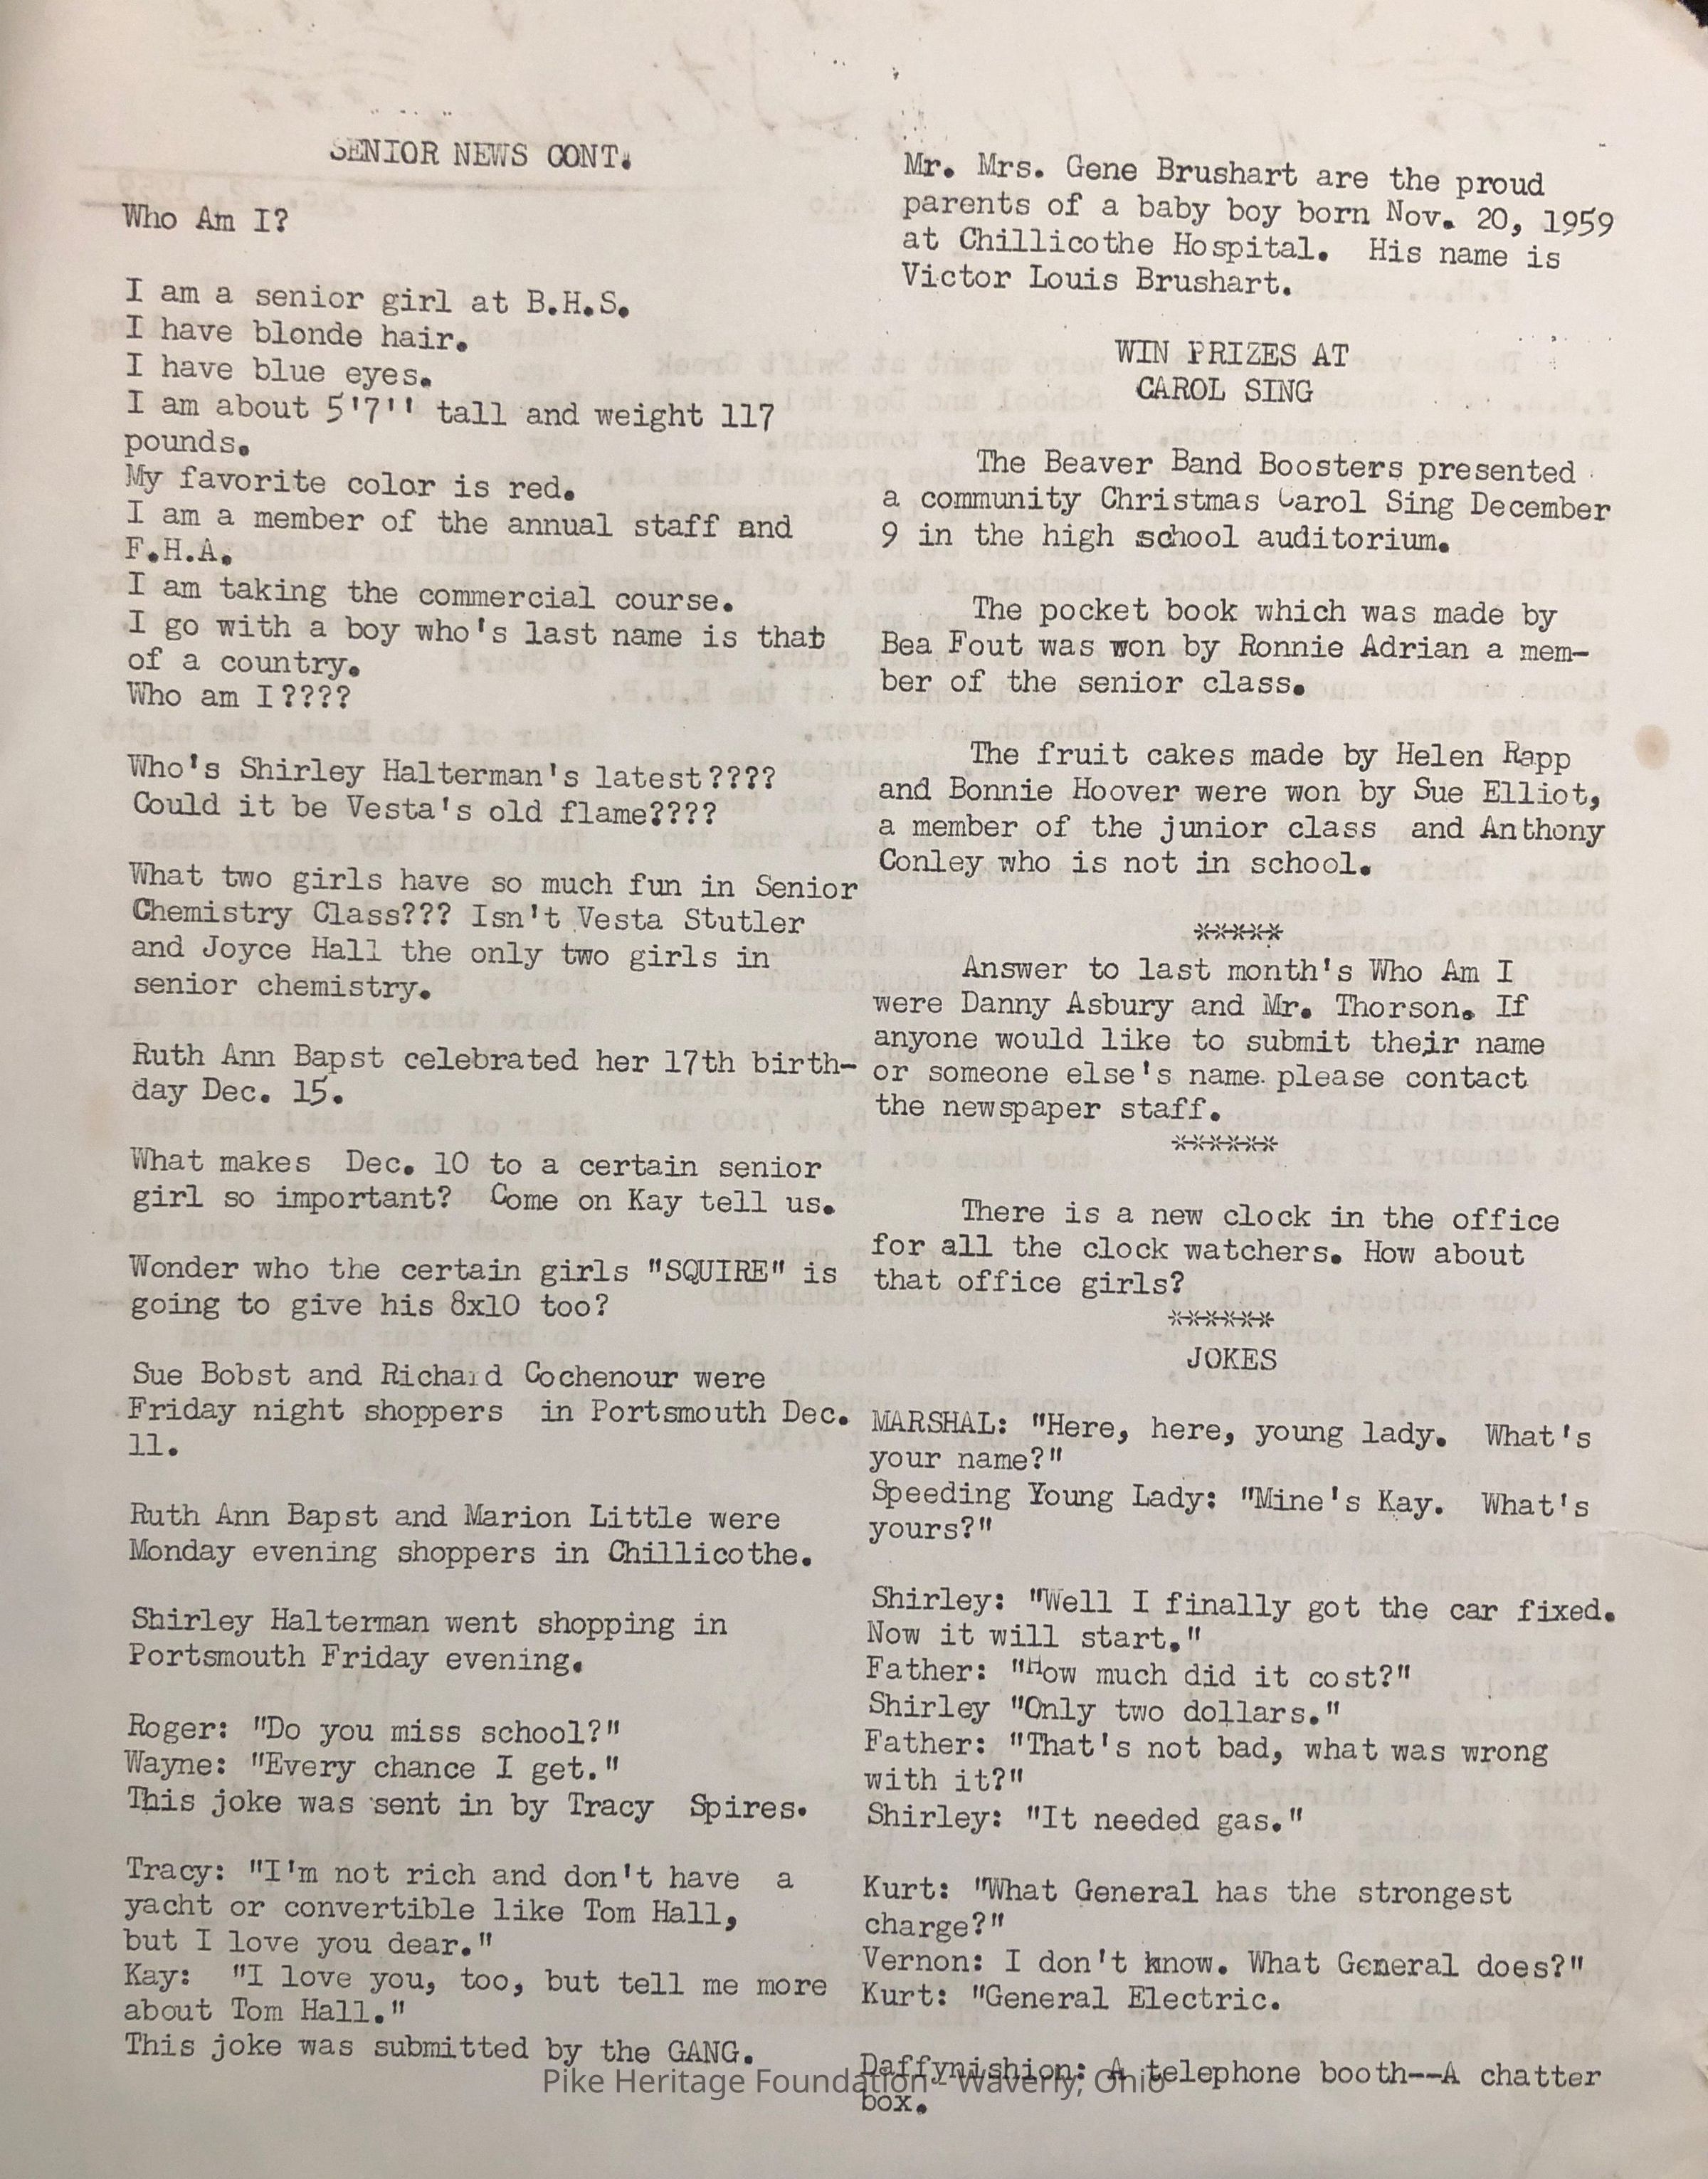 SENIOR NEWS CONT.
Who Am I?
I am a senior girl at B.H.S.
I have blonde hair.
I have blue eyes.
I am about 5'7'' tall and weight 117
pounds.
My favorite color is red.
I am a member of the annual staff and
F.H.A.
I am taking the commercial course.
I go with a boy who's last name is that
of a country.
Who am I????
Who's Shirley Halterman's latest????
Could it be Vesta's old flame????
What two girls have so much fun in Senior
Chemistry Class??? Isn't Vesta Stutler
and Joyce Hall the only two girls in
senior chemistry.
Ruth Ann Bapst celebrated her 17th birth-
day Dec. 15.
What makes Dec. 10 to a certain senior
girl so important? Come on Kay tell us.
Wonder who the certain girls "SQUIRE" is
going to give his 8x10 too?
Sue Bobst and Richard Cochenour were
Friday night shoppers in Portsmouth Dec.
11.
Ruth Ann Bapst and Marion Little were
Monday evening shoppers in Chillicothe.
Shirley Halterman went shopping in
Portsmouth Friday evening.
Roger: "Do you miss school?"
Wayne: "Every chance I get."
This joke was sent in by Tracy Spires.
Tracy: "I'm not rich and don't have a
yacht or convertible like Tom Hall,
but I love you dear."
Kay: "I love you, too, but tell me more
about Tom Hall."
This joke was submitted by the GANG.
Mr. Mrs. Gene Brushart are the proud
parents of a baby boy born Nov. 20, 1959
at Chillicothe Hospital. His name is
Victor Louis Brushart.
WIN PRIZES AT
CAROL SING
The Beaver Band Boosters presented
a community Christmas Carol Sing December
9 in the high school auditorium.
The pocket book which was made by
Bea Fout was won by Ronnie Adrian a mem-
ber of the senior class.
The fruit cakes made by Helen Rapp
and Bonnie Hoover were won by Sue Elliot,
a member of the junior class and Anthony
Conley who is not in school.
*****
Answer to last month's Who Am I
were Danny Asbury and Mr. Thorson. If
anyone would like to submit their name
or someone else's name please contact
the newspaper staff.
******
There is a new clock in the office
for all the clock watchers. How about
that office girls?
******
JOKES
MARSHAL: "Here, here, young lady. What's
your name?"
Speeding Young Lady: "Mine's Kay. What's
yours?"
Shirley: "Well I finally got the car fixed.
Now it will start."
Father: "How much did it cost?"
Shirley "Only two dollars."
Father: "That's not bad, what was wrong
with it?"
Shirley: "It needed gas."
Kurt: "What General has the strongest
charge?"
Vernon: I don't know. What General does?"
Kurt: "General Electric.
Daffynishion: A telephone booth--A chatter
box.
Pike Heritage Foundation - Waverly, Ohio